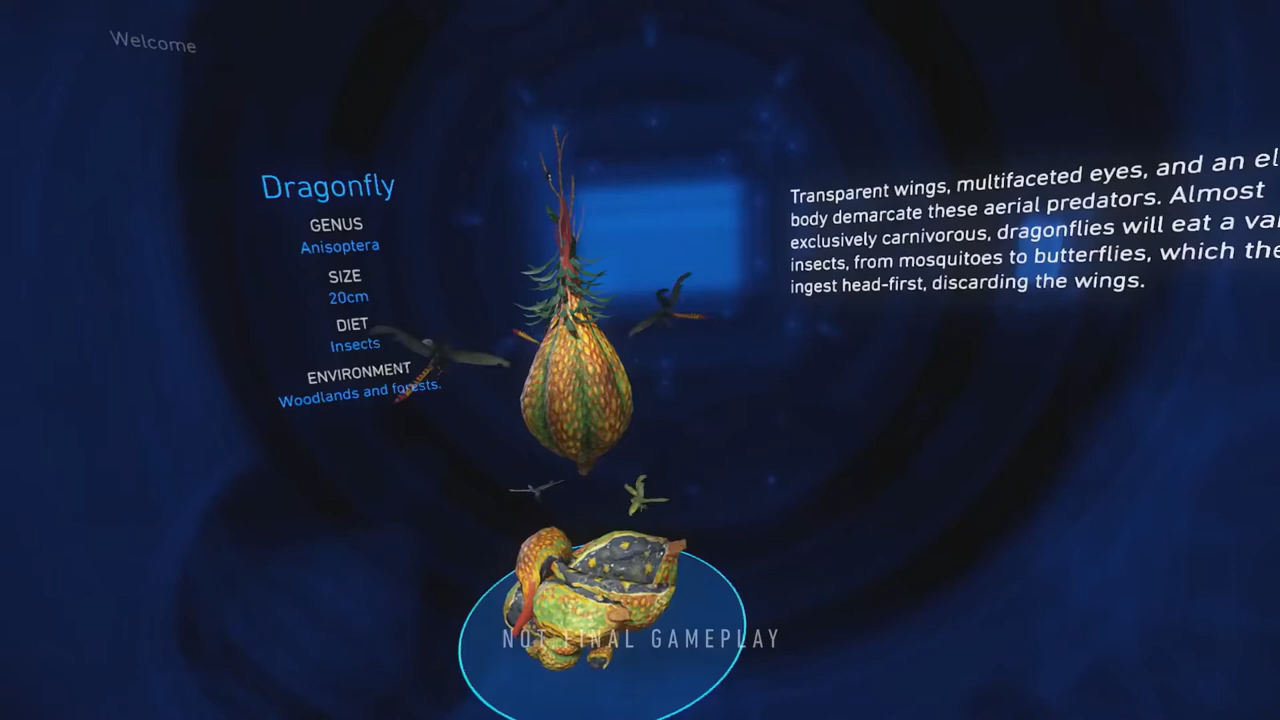 Welcome
Dragonfly
GENUS
Anisoptera
SIZE
20cm
DIET
Insects
ENVIRONMENT
Woodlands and forests.
Transparent wings, multifaceted eyes, and an
body demarcate these aerial predators. Almost
exclusively carnivorous, dragonflies will eat a
insects, from mosquitoes to butterflies, which
ingest head-first, discarding the wings.
NOT FINAL GAMEPLAY